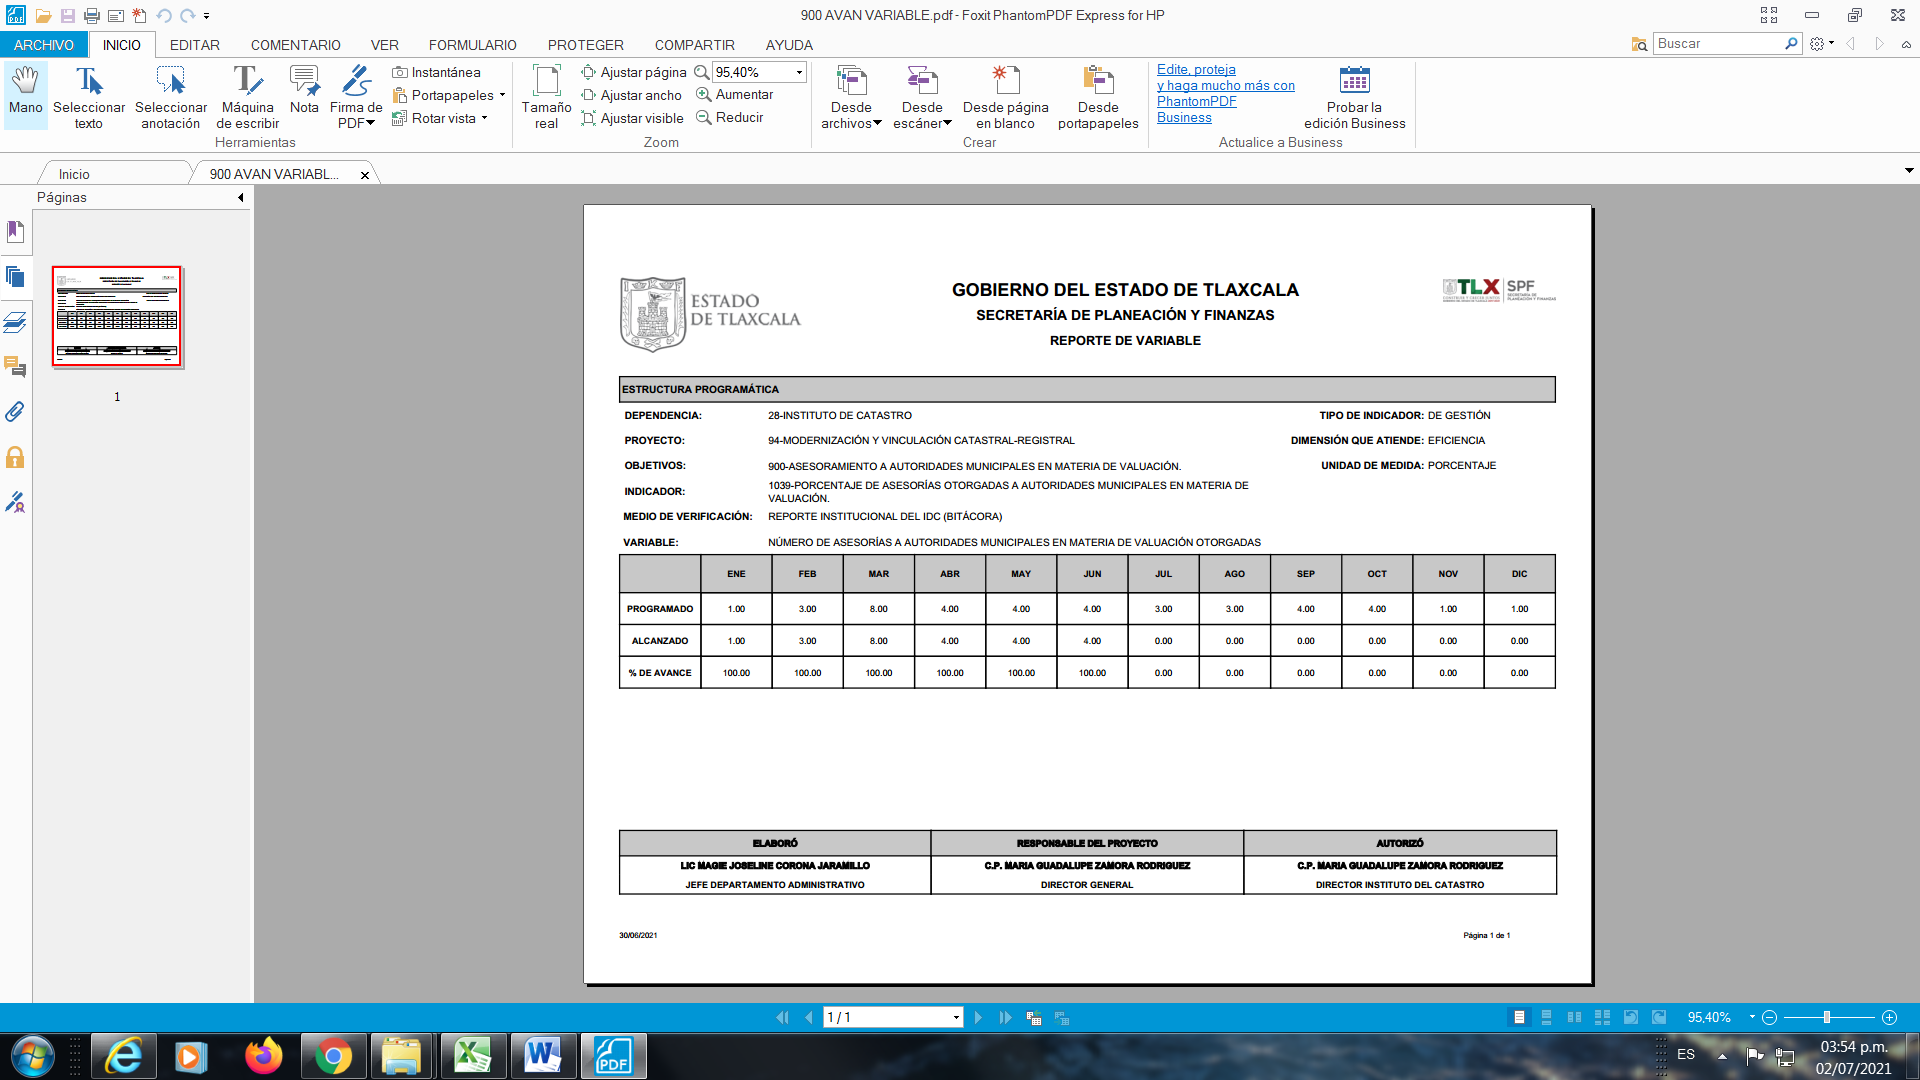 900 AVAN VARIABLE.pdf - Foxit PhantomPDF Express for HP
ARCHIVO INICIO EDITAR COMENTARIO VER FORMULARIO PROTEGER COMPARTIR AYUDA
Buscar
Mano
Seleccionar texto
Seleccionar anotación
Máquina de escribir
Nota
Firma de PDF
Instantánea
Portapapeles
Rotar vista
Herramientas
Tamaño real
Ajustar página
Ajustar ancho
Ajustar visible
95,40%
Aumentar
Reducir
Zoom
Desde archivos
Desde escáner
Desde página en blanco
Desde portapapeles
Crear
Edite, proteja
y haga mucho más con
PhantomPDF
Business
Probar la edición Business
Actualice a Business
Inicio
900 AVAN VARIABL...
Páginas
1
ESTADO
DE TLAXCALA
GOBIERNO DEL ESTADO DE TLAXCALA
SECRETARÍA DE PLANEACIÓN Y FINANZAS
REPORTE DE VARIABLE
TLX SPF
ESTRUCTURA PROGRAMÁTICA
DEPENDENCIA: 28-INSTITUTO DE CATASTRO TIPO DE INDICADOR: DE GESTIÓN
PROYECTO: 94-MODERNIZACIÓN Y VINCULACIÓN CATASTRAL-REGISTRAL DIMENSIÓN QUE ATIENDE: EFICIENCIA
OBJETIVOS: 900-ASESORAMIENTO A AUTORIDADES MUNICIPALES EN MATERIA DE VALUACIÓN. UNIDAD DE MEDIDA: PORCENTAJE
INDICADOR: 1039-PORCENTAJE DE ASESORÍAS OTORGADAS A AUTORIDADES MUNICIPALES EN MATERIA DE
VALUACIÓN.
MEDIO DE VERIFICACIÓN: REPORTE INSTITUCIONAL DEL IDC (BITÁCORA)
VARIABLE: NÚMERO DE ASESORÍAS A AUTORIDADES MUNICIPALES EN MATERIA DE VALUACIÓN OTORGADAS
ENE FEB MAR ABR MAY JUN JUL AGO SEP OCT NOV DIC
PROGRAMADO 1.00 3.00 8.00 4.00 4.00 4.00 3.00 3.00 4.00 4.00 1.00 1.00
ALCANZADO 1.00 3.00 8.00 4.00 4.00 4.00 0.00 0.00 0.00 0.00 0.00 0.00
% DE AVANCE 100.00 100.00 100.00 100.00 100.00 100.00 0.00 0.00 0.00 0.00 0.00 0.00
ELABORÓ RESPONSABLE DEL PROYECTO AUTORIZÓ
LIC MAGIE JOSELINE CORONA JARAMILLO C.P. MARIA GUADALUPE ZAMORA RODRIGUEZ C.P. MARIA GUADALUPE ZAMORA RODRIGUEZ
JEFE DEPARTAMENTO ADMINISTRATIVO DIRECTOR GENERAL DIRECTOR INSTITUTO DEL CATASTRO
30/06/2021 Página 1 de 1
1 / 1
95,40%
ES
03:54 p.m.
02/07/2021